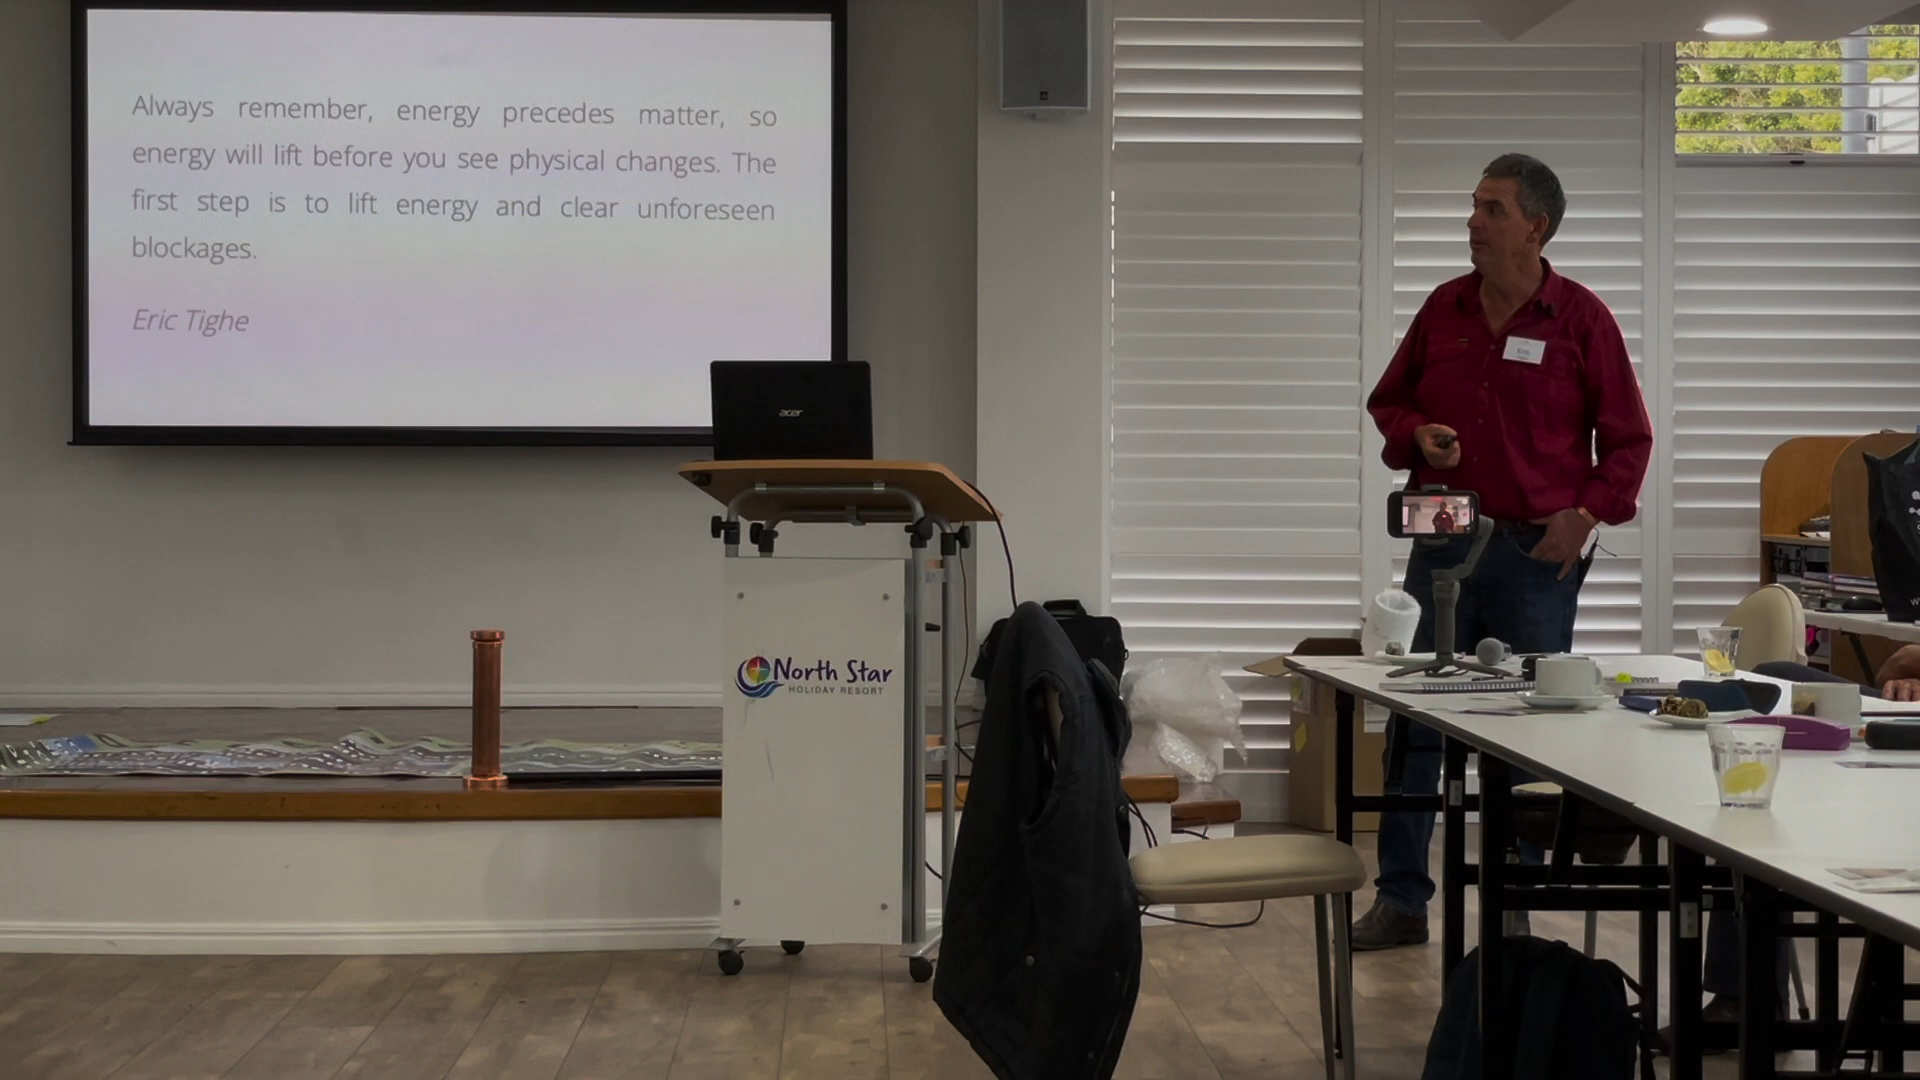 Always remember, energy precedes matter, so
energy will lift before you see physical changes. The
first step is to lift energy and clear unforeseen
blockages.
Eric Tighe
acer
North Star
HOLIDAY RESORT